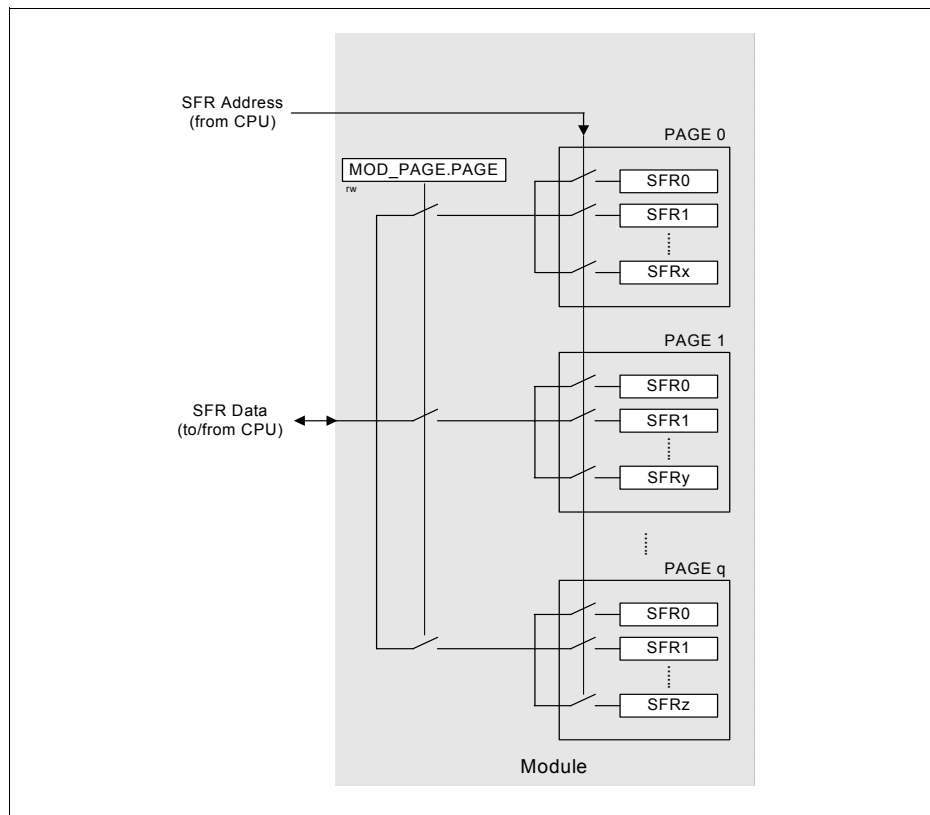 SFR Address
(from CPU)
PAGE 0
MOD_PAGE.PAGE
rw
SFR0
SFR1
SFRx
PAGE 1
SFR0
SFR1
SFRy
SFR Data
(to/from CPU)
PAGE q
SFR0
SFR1
SFRz
Module